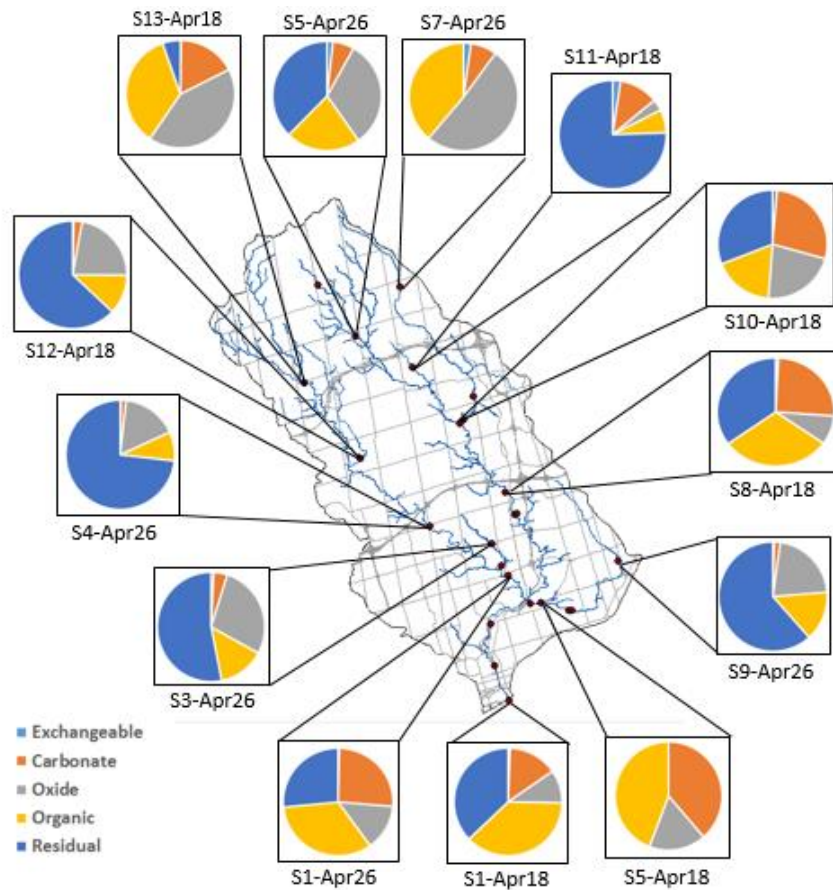 S13-Apr18
S5-Apr26
S7-Apr26
S11-Apr18
S10-Apr18
S12-Apr18
S8-Apr18
S4-Apr26
S9-Apr26
S3-Apr26
Exchangeable
Carbonate
Oxide
Organic
Residual
S1-Apr26
S1-Apr18
S5-Apr18